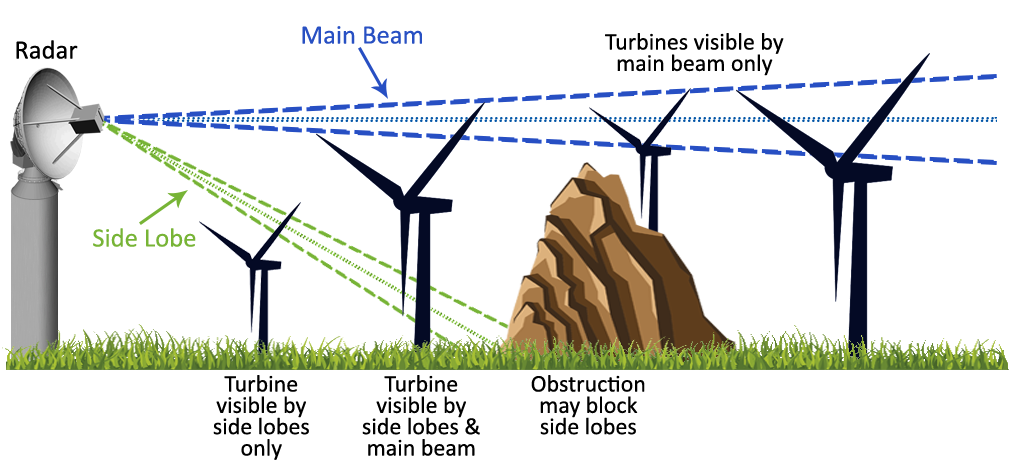 Radar
Main Beam
Turbines visible by
main beam only
Side Lobe
Turbine
visible by
side lobes
only
Turbine
visible by
side lobes &
main beam
Obstruction
may block
side lobes